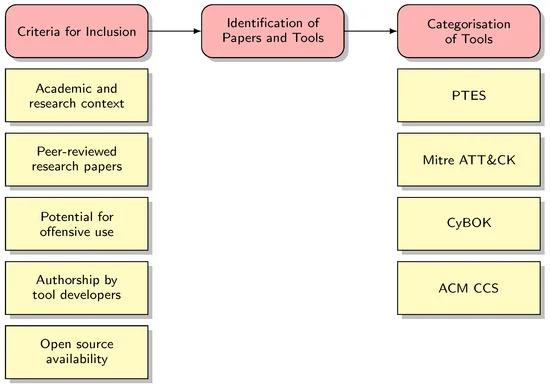 Criteria for Inclusion
Identification of
Papers and Tools
Categorisation
of Tools
Academic and
research context
Peer-reviewed
research papers
Potential for
offensive use
Authorship by
tool developers
Open source
availability
PTES
Mitre ATT&CK
CyBOK
ACM CCS